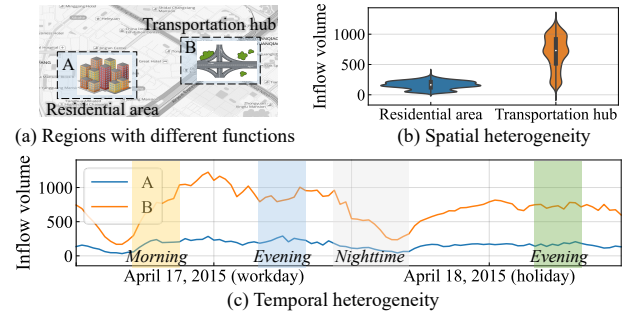 Transportation hub
B
A
Residential area
(a) Regions with different functions
Inflow volume
1000
500
0
Residential area
Transportation hub
(b) Spatial heterogeneity
Inflow volume
1000
500
0
A
B
Morning
Evening
Nighttime
Evening
April 17, 2015 (workday)
April 18, 2015 (holiday)
(c) Temporal heterogeneity